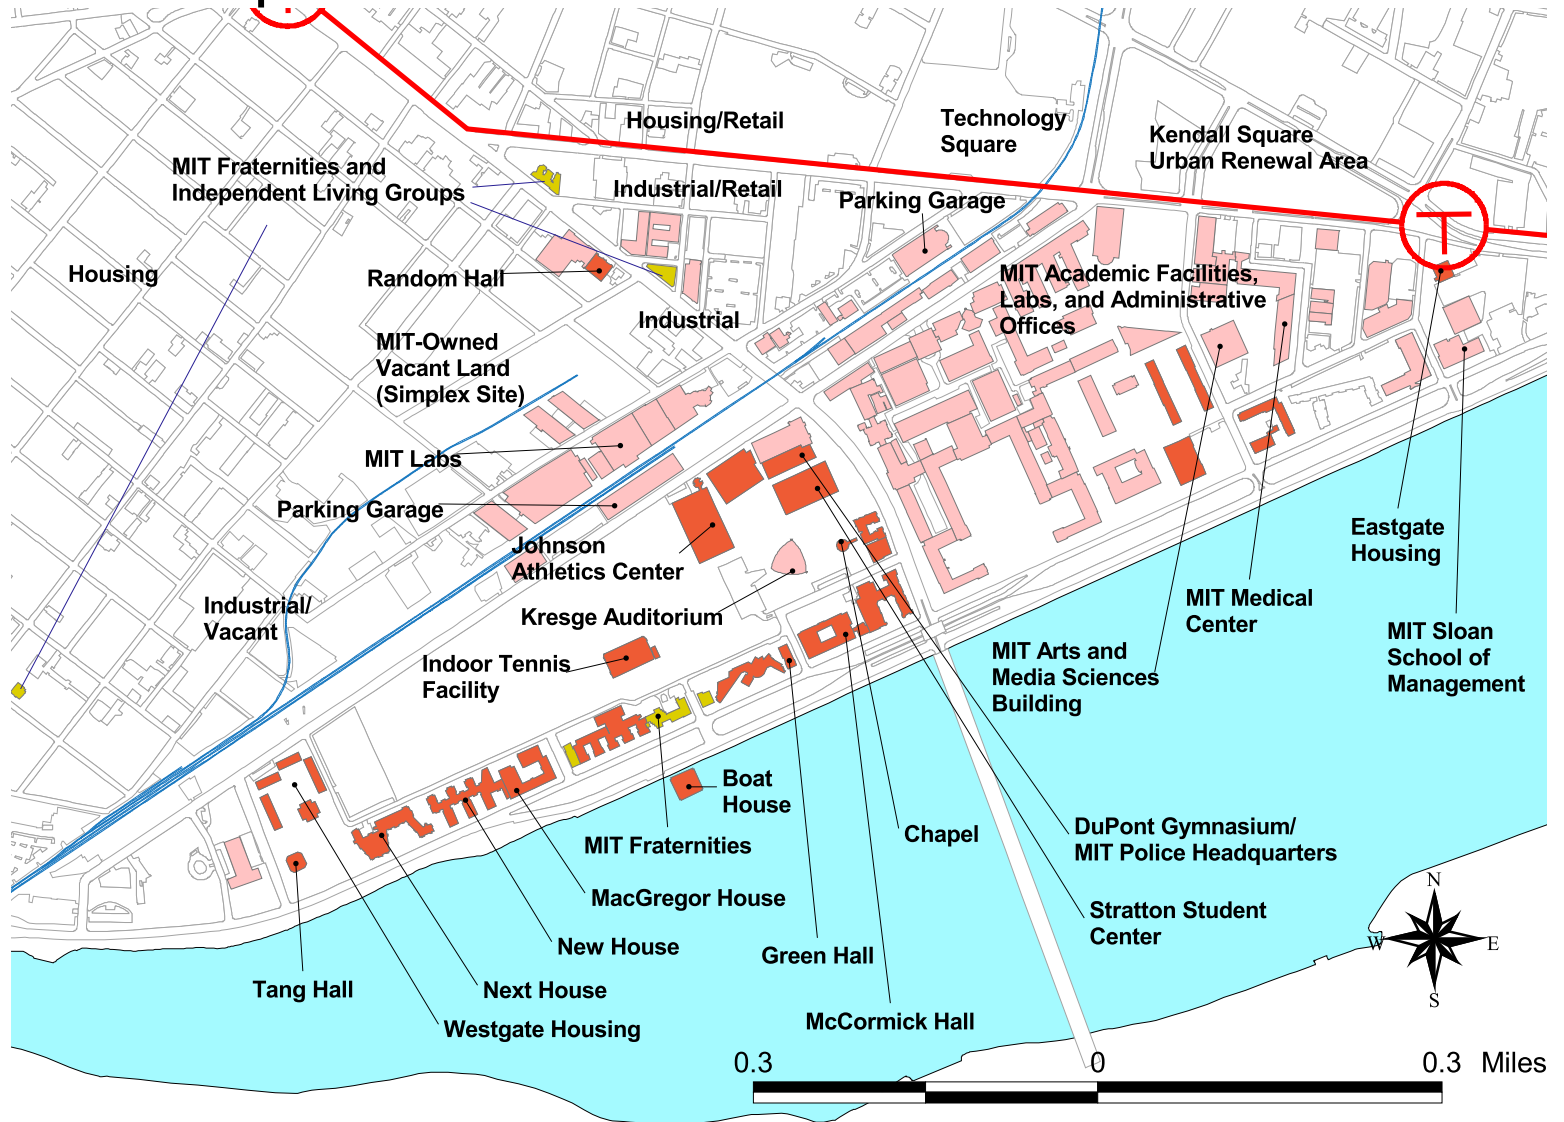 Housing/Retail
Technology
Square
Kendall Square
Urban Renewal Area
MIT Fraternities and
Independent Living Groups
Industrial/Retail
Parking Garage
T
Housing
Random Hall
MIT Academic Facilities,
Labs, and Administrative
Offices
Industrial
MIT-Owned
Vacant Land
(Simplex Site)
MIT Labs
Parking Garage
Johnson
Athletics Center
Eastgate
Housing
Industrial/
Vacant
Kresge Auditorium
MIT Medical
Center
MIT Sloan
School of
Management
Indoor Tennis
Facility
MIT Arts and
Media Sciences
Building
Boat
House
MIT Fraternities
Chapel
DuPont Gymnasium/
MIT Police Headquarters
MacGregor House
Stratton Student
Center
New House
Green Hall
Tang Hall
Next House
Westgate Housing
McCormick Hall
N
W
E
S
0.3 0 0.3 Miles